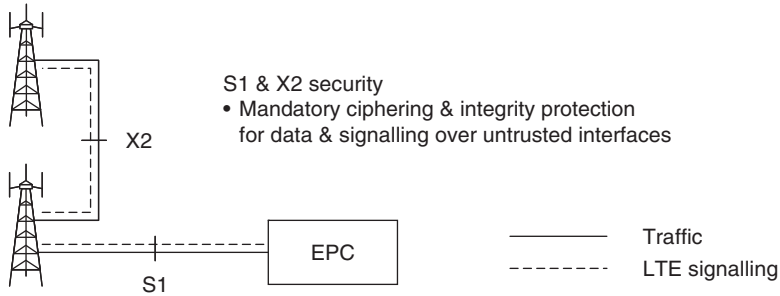 S1 & X2 security
• Mandatory ciphering & integrity protection
for data & signalling over untrusted interfaces
X2
EPC
S1
Traffic
LTE signalling